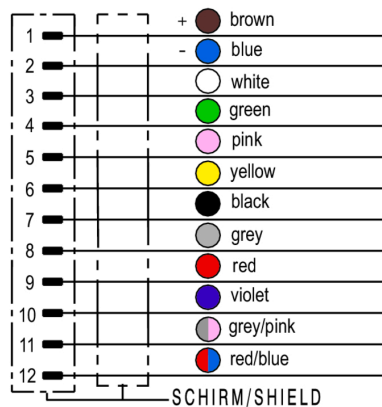 + brown
1
- blue
2
white
3
green
4
pink
5
yellow
6
black
7
grey
8
red
9
violet
10
grey/pink
11
red/blue
12
SCHIRM/SHIELD